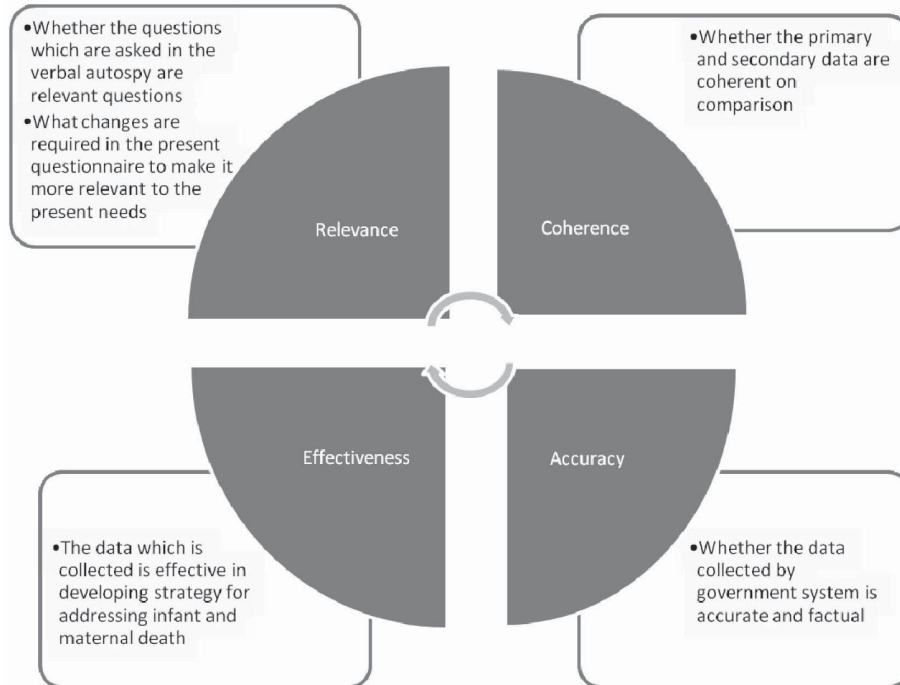 •Whether the questions
which are asked in the
verbal autospy are
relevant questions
•What changes are
required in the present
questionnaire to make it
more relevant to the
present needs
•Whether the primary
and secondary data are
coherent on
comparison
Relevance
Coherence
Effectiveness
Accuracy
•The data which is
collected is effective in
developing strategy for
addressing infant and
maternal death
•Whether the data
collected by
government system is
accurate and factual